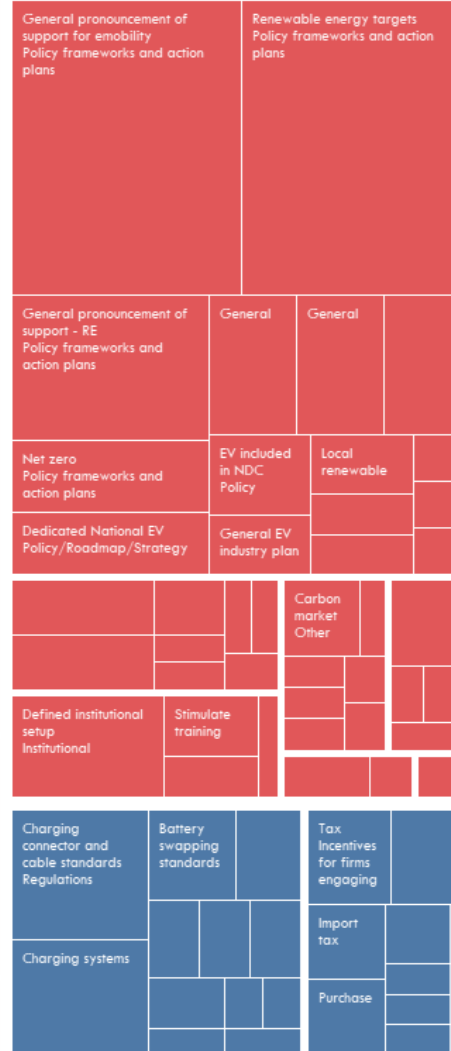 General pronouncement of
support for emobility
Policy frameworks and action
plans
Renewable energy targets
Policy frameworks and action
plans
General pronouncement of
support - RE
Policy frameworks and
action plans
General
General
Net zero
Policy frameworks and
action plans
EV included
in NDC
Policy
Local
renewable
Dedicated National EV
Policy/Roadmap/Strategy
General EV
industry plan
Carbon
market
Other
Defined institutional
setup
Institutional
Stimulate
training
Charging
connector and
cable standards
Regulations
Battery
swapping
standards
Tax
Incentives
for firms
engaging
Import
tax
Charging systems
Purchase